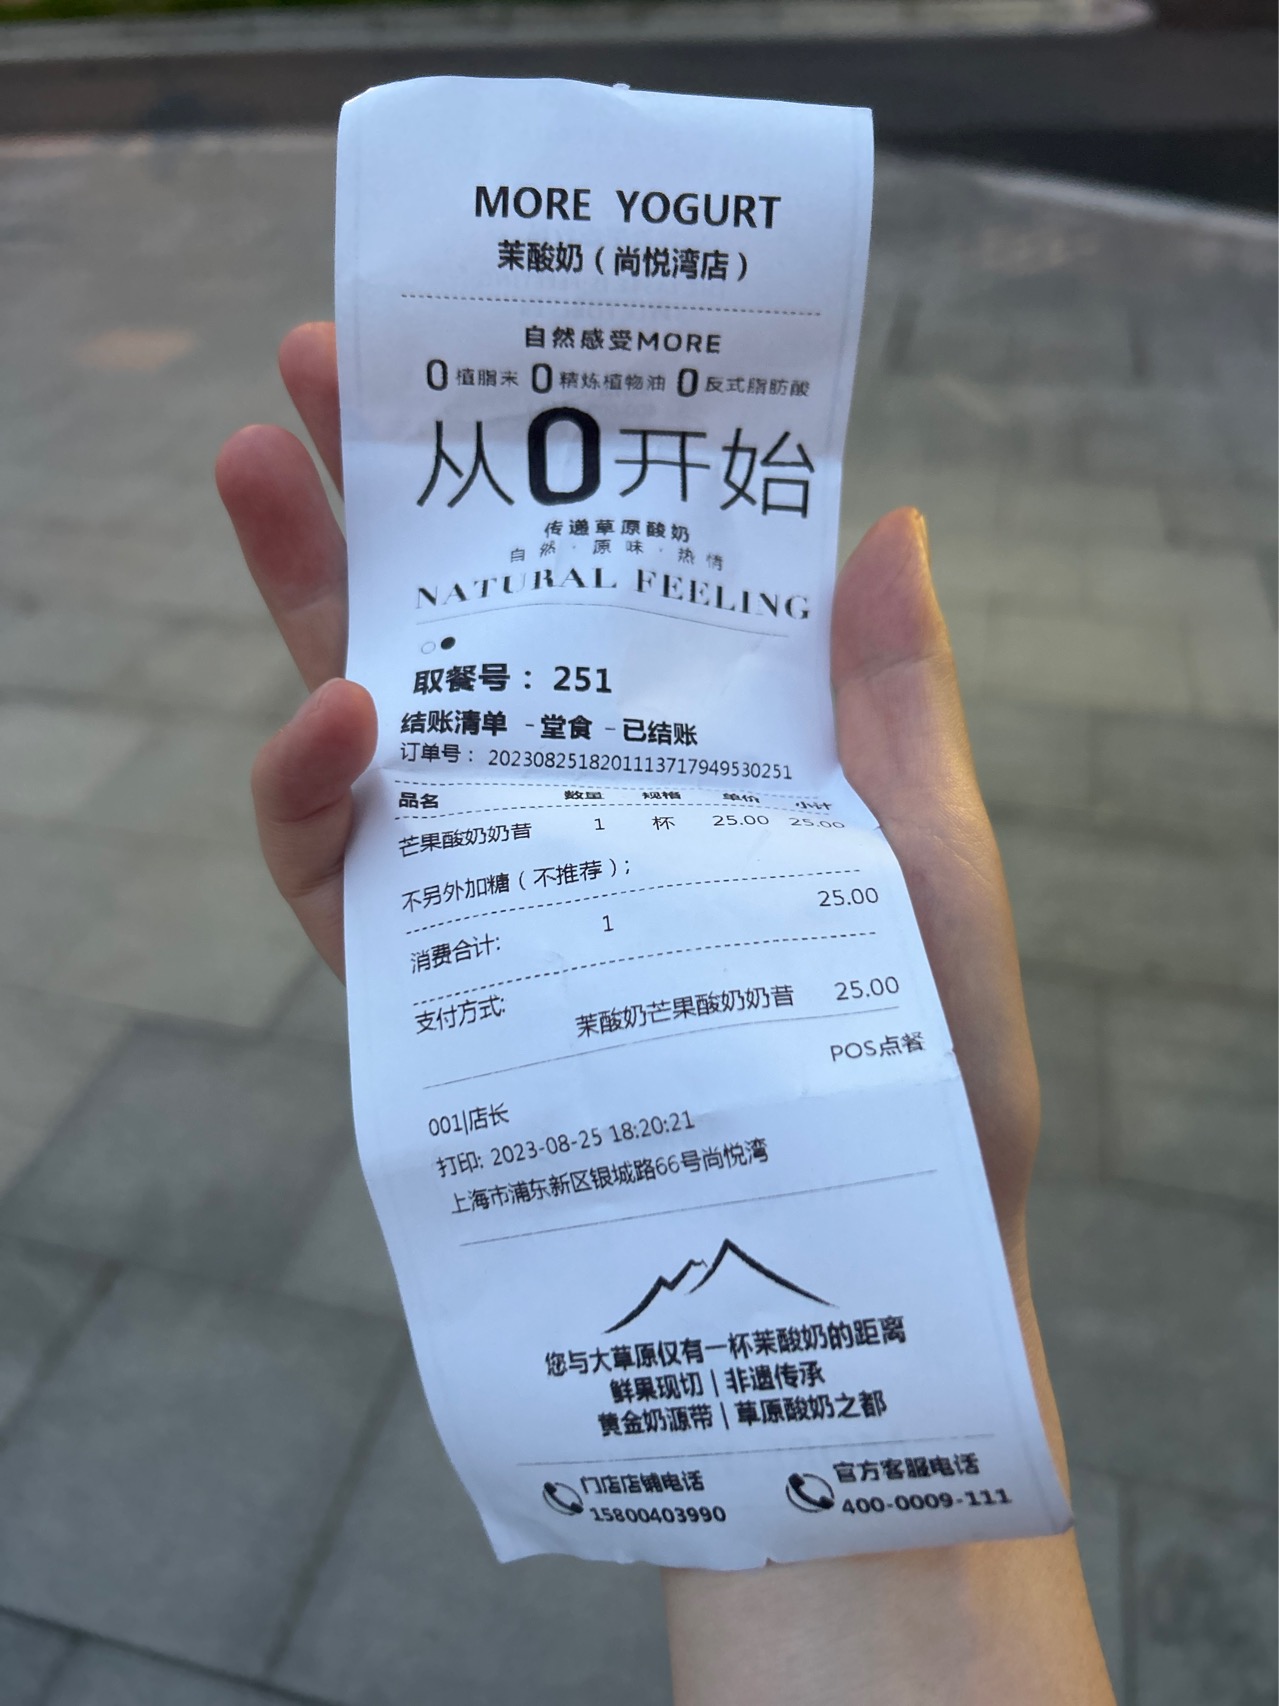 MORE YOGURT
茉酸奶（尚悦湾店）
自然感受MORE
0植脂末 0精炼植物油 0反式脂肪酸
从0开始
传递草原酸奶
自然·原味·热情
NATURAL FEELING
取餐号：251
结账清单 -堂食 -已结账
订单号：20230825182011137179495 30251
品名 数量 规格 单价 小计
芒果酸奶奶昔 1 杯 25.00 25.00
不另外加糖（不推荐）;
消费合计: 1 25.00
支付方式: 茉酸奶芒果酸奶奶昔 25.00
POS点餐
001|店长
打印: 2023-08-25 18:20:21
上海市浦东新区银城路66号尚悦湾
您与大草原仅有一杯茉酸奶的距离
鲜果现切|非遗传承
黄金奶源带|草原酸奶之都
门店店铺电话 官方客服电话
15800403990 400-0009-111